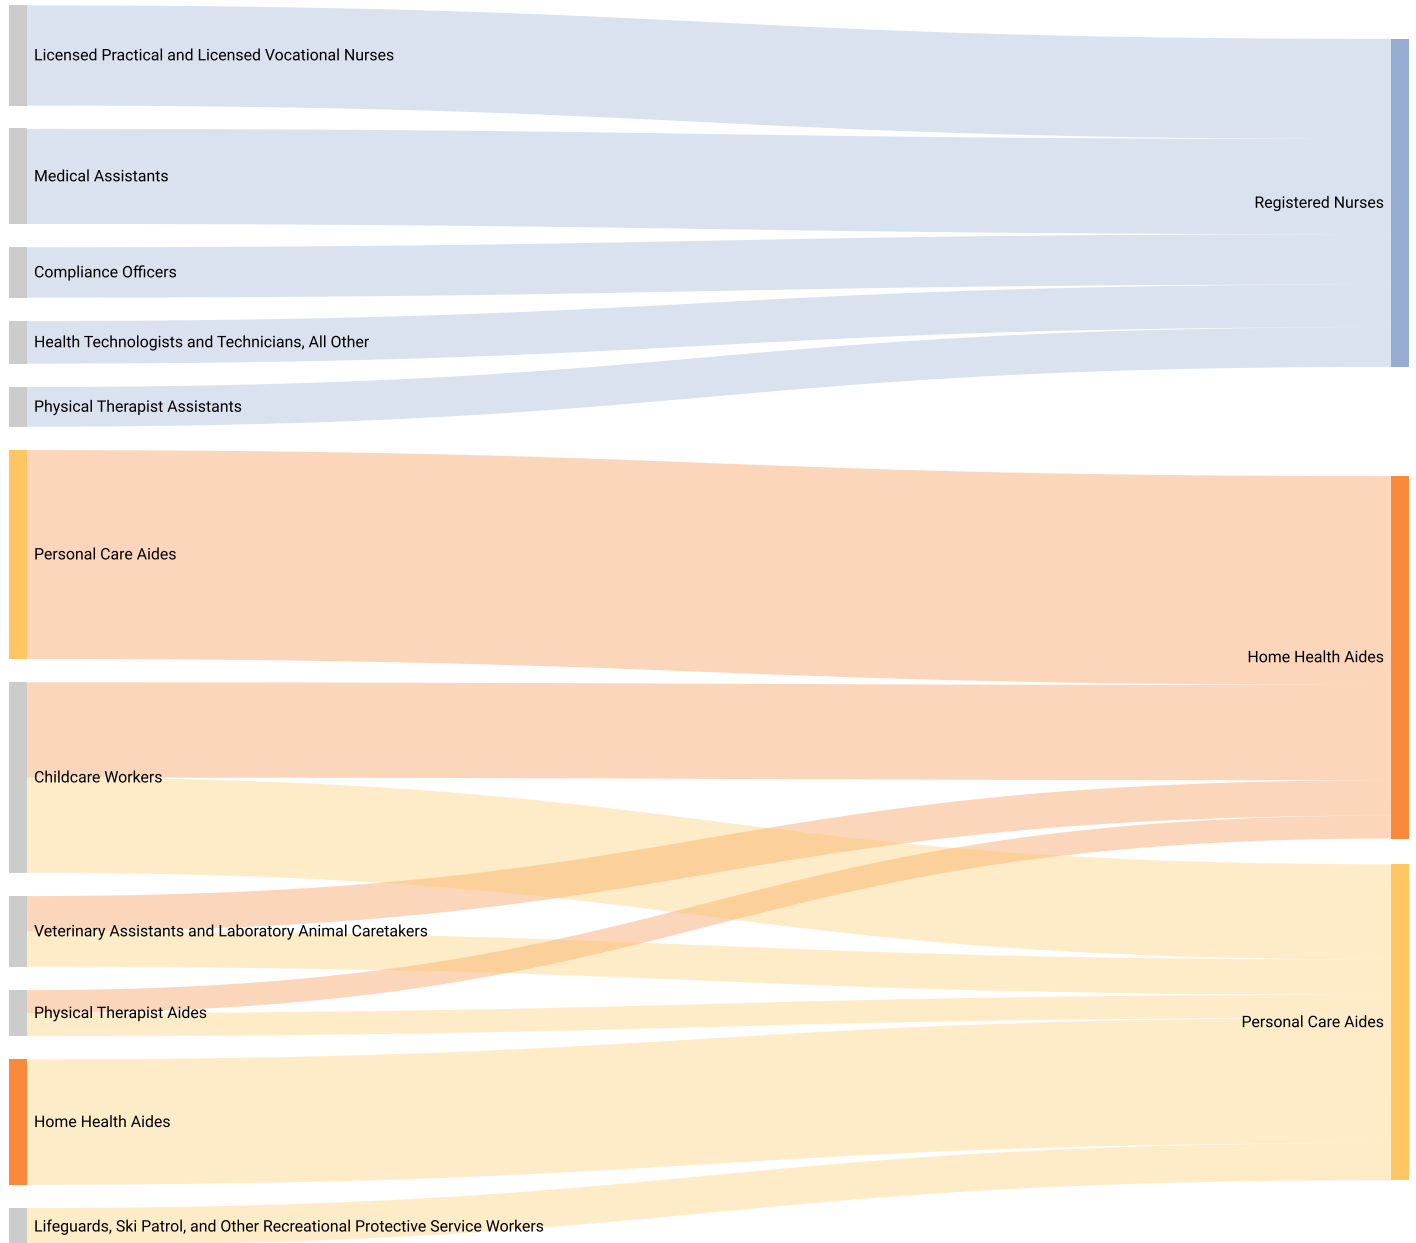 Licensed Practical and Licensed Vocational Nurses
Medical Assistants
Registered Nurses
Compliance Officers
Health Technologists and Technicians, All Other
Physical Therapist Assistants
Personal Care Aides
Home Health Aides
Childcare Workers
Veterinary Assistants and Laboratory Animal Caretakers
Physical Therapist Aides
Personal Care Aides
Home Health Aides
Lifeguards, Ski Patrol, and Other Recreational Protective Service Workers